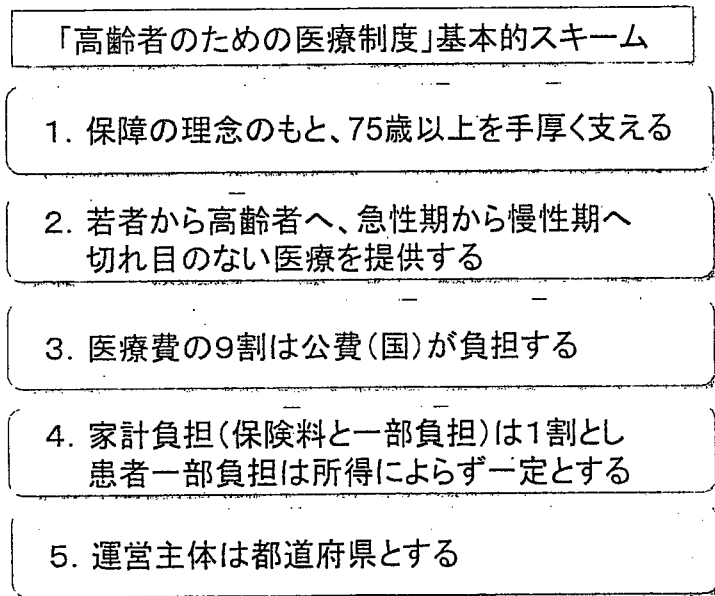 「高齢者のための医療制度」基本的スキーム
1. 保障の理念のもと、75歳以上を手厚く支える
2. 若者から高齢者へ、急性期から慢性期へ
切れ目のない医療を提供する
3. 医療費の9割は公費(国)が負担する
4. 家計負担(保険料と一部負担)は1割とし
患者一部負担は所得によらず一定とする
5. 運営主体は都道府県とする